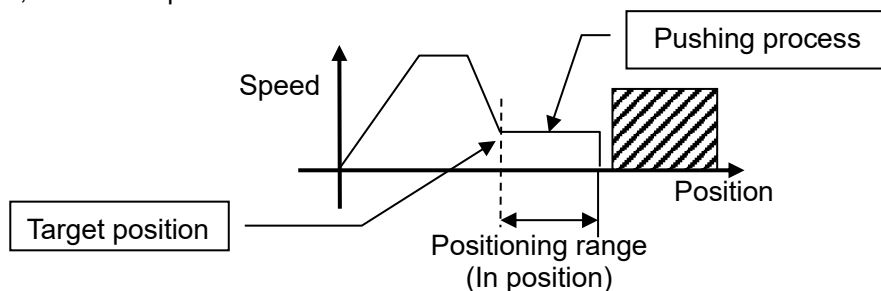 Pushing process
Speed
Position
Target position
Positioning range
(In position)